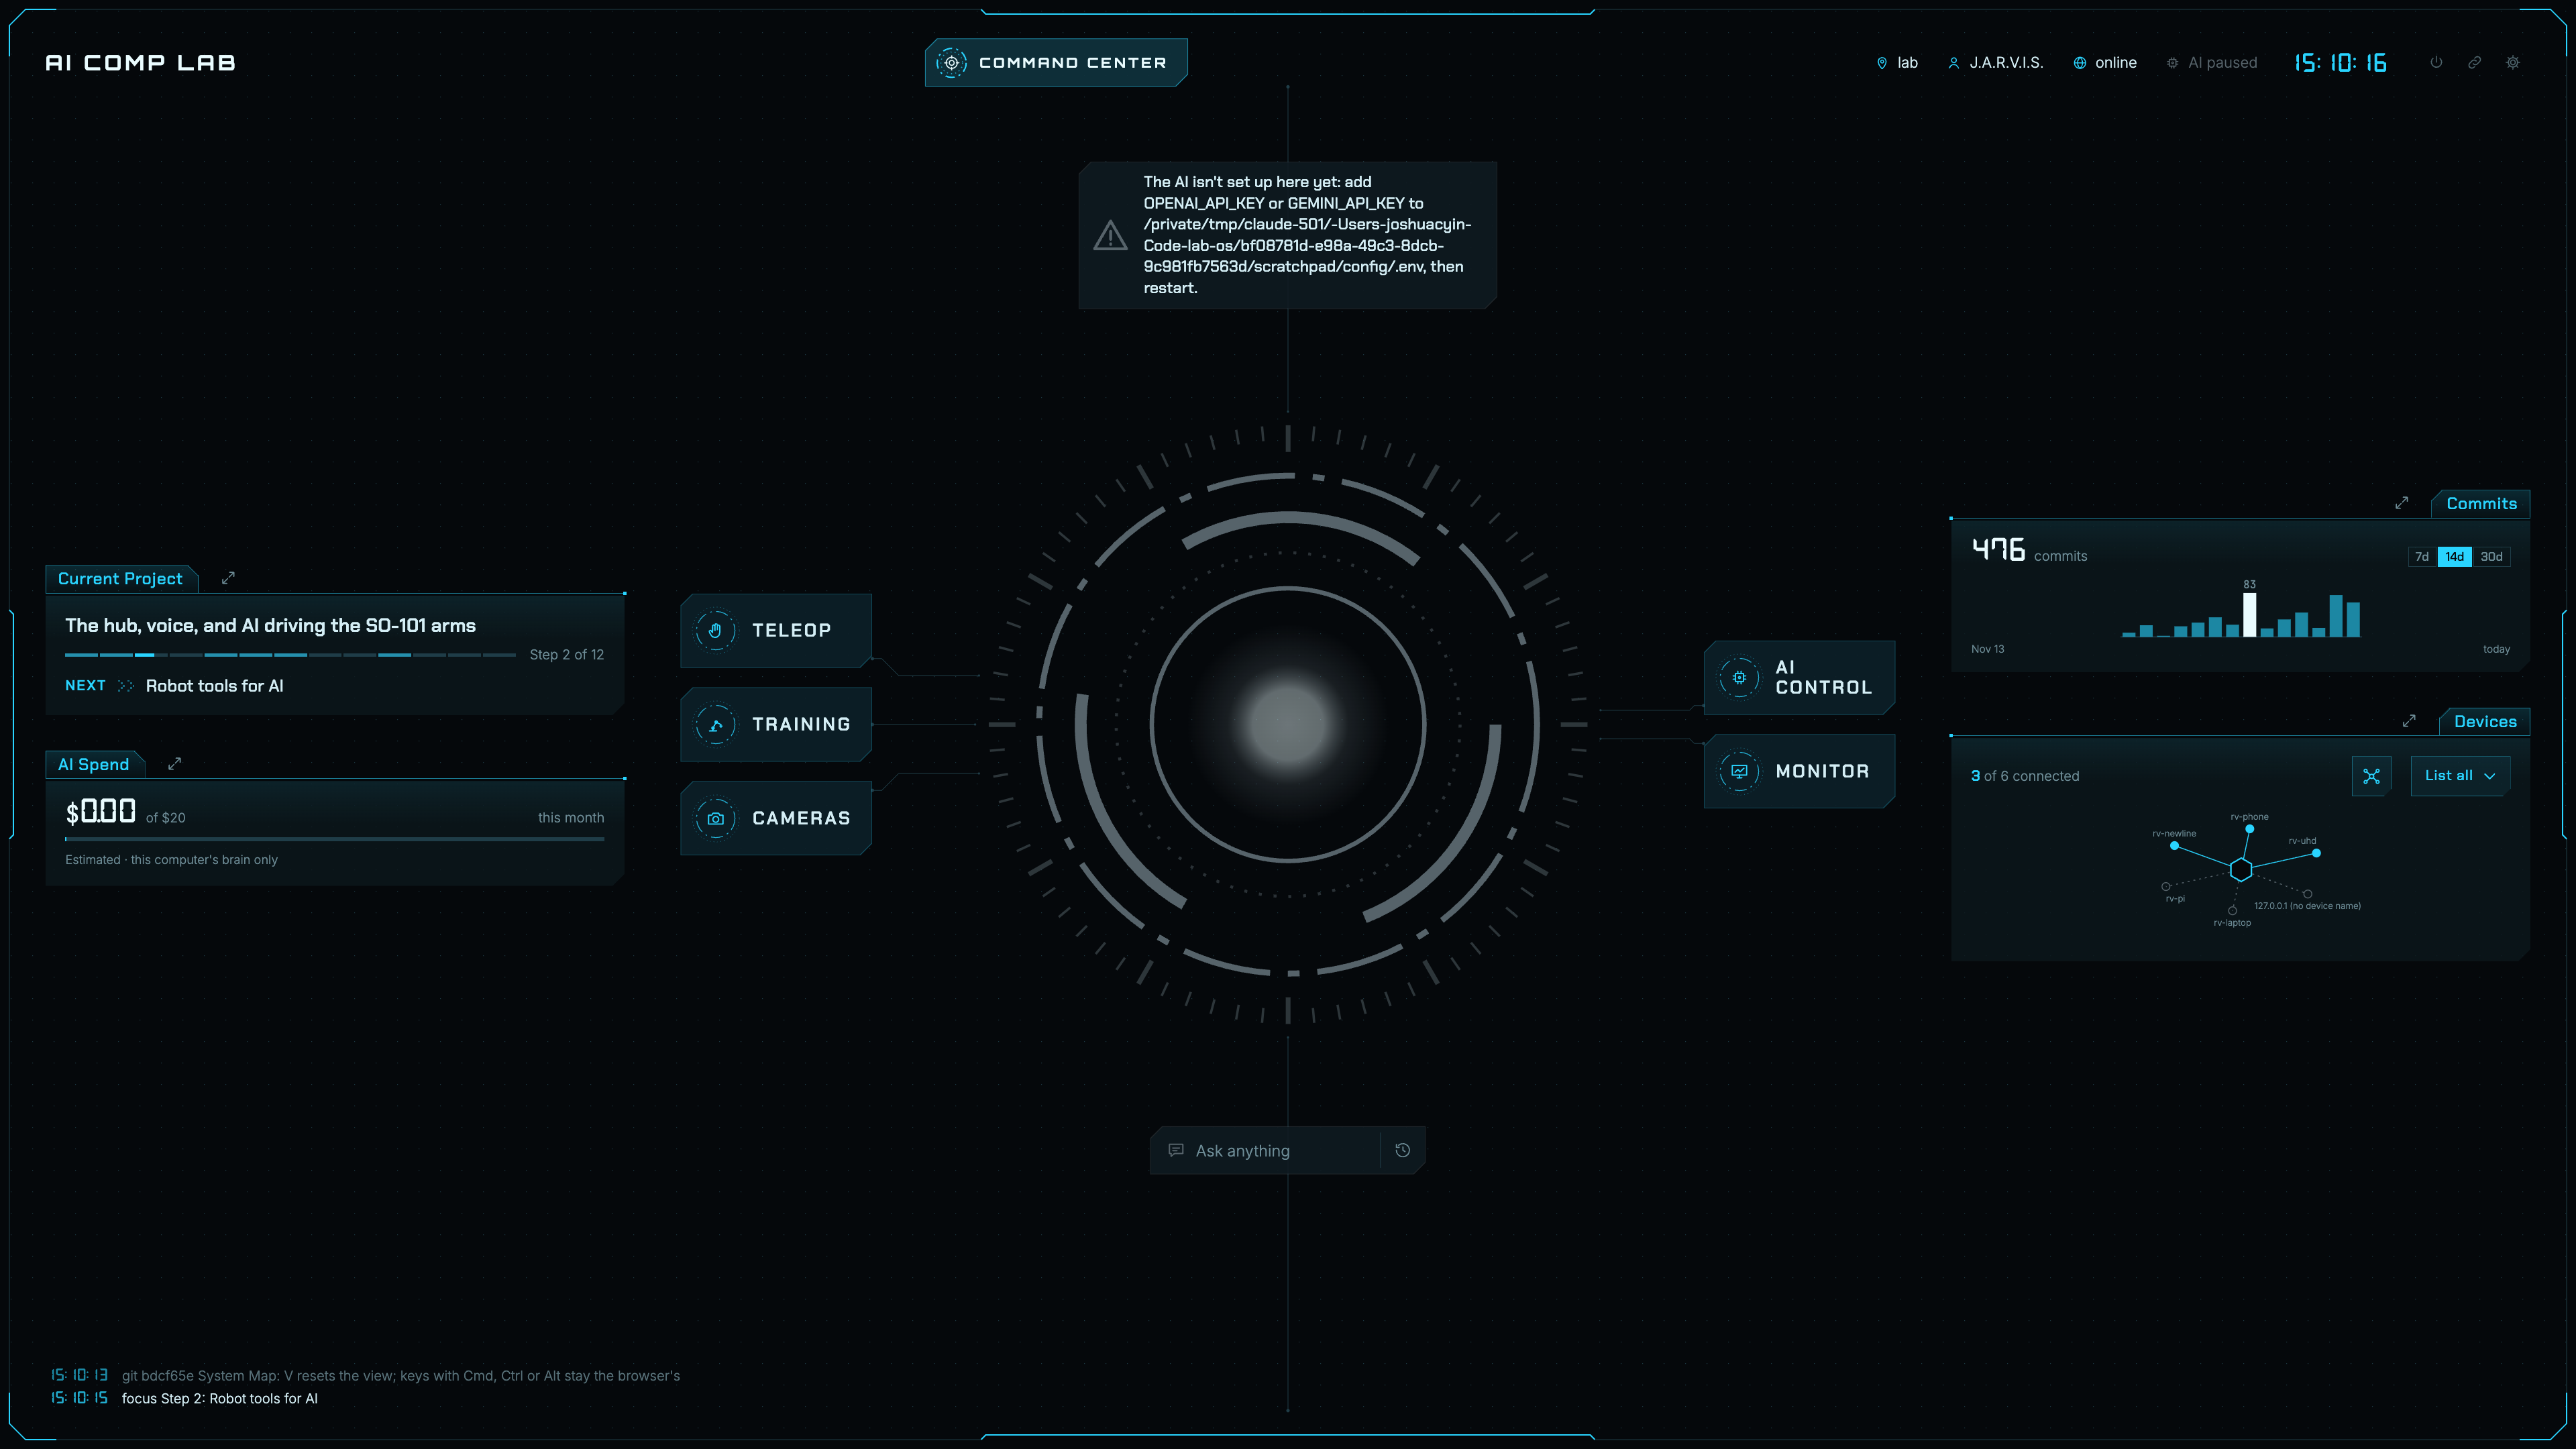 AI COMP LAB
COMMAND CENTER
lab
J.A.R.V.I.S.
online
AI paused
15:10:16
The AI isn't set up here yet: add
OPENAI_API_KEY or GEMINI_API_KEY to
/private/tmp/claude-501/-Users-joshuacyin-
Code-lab-os/bf08781d-e98a-49c3-8dcb-
9c981fb7563d/scratchpad/config/.env, then
restart.
Current Project
The hub, voice, and AI driving the SO-101 arms
Step 2 of 12
NEXT Robot tools for AI
AI Spend
$0.00 of $20
this month
Estimated · this computer's brain only
TELEOP
TRAINING
CAMERAS
AI
CONTROL
MONITOR
Commits
476 commits
7d 14d 30d
83
Nov 13
today
Devices
3 of 6 connected
List all
rv-phone
rv-newline
rv-uhd
rv-pi
127.0.0.1 (no device name)
rv-laptop
Ask anything
15:10:13 git bdcf65e System Map: V resets the view; keys with Cmd, Ctrl or Alt stay the browser's
15:10:15 focus Step 2: Robot tools for AI